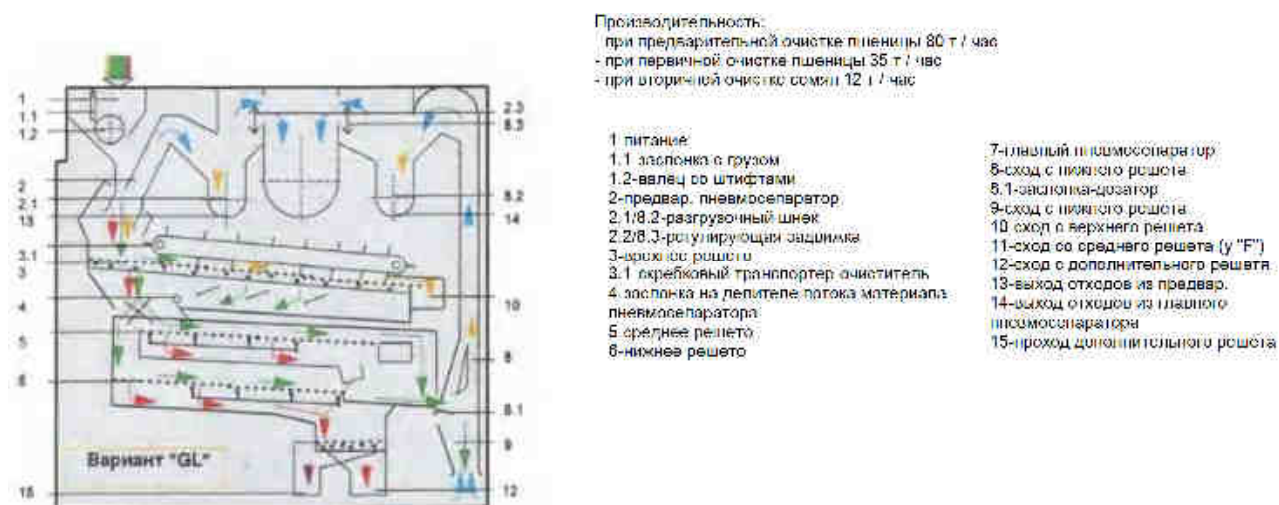 Производительность:
- при предварительной очистке пшеницы 80 т / час
- при первичной очистке пшеницы 35 т / час
- при вторичной очистке семян 12 т / час
1 питание
1.1 заслонка с грузом
1.2-валец со штифтами
2-предвар. пневмосепаратор
2.1/8.2-разгрузочный шнек
2.2/8.3-регулирующая задвижка
3-верхнее решето
3.1 скребковый транспортер очиститель
4 заслонка на делителе потока материала
пневмосепаратора
5 среднее решето
6-нижнее решето
7-главный пневмосепаратор
8-сход с нижнего решета
8.1-заслонка-дозатор
9-сход с нижнего решета
10 сход с верхнего решета
11-сход со среднего решета (у "F")
12-сход с дополнительного решета
13-выход отходов из предвар.
14-выход отходов из главного
пневмосепаратора
15-проход дополнительного решета
1
1.1
1.2
2
2.1
13
3.1
3
4
5
6
15
2.3
8.3
8.2
14
10
8
8.1
9
12
Вариант "GL"